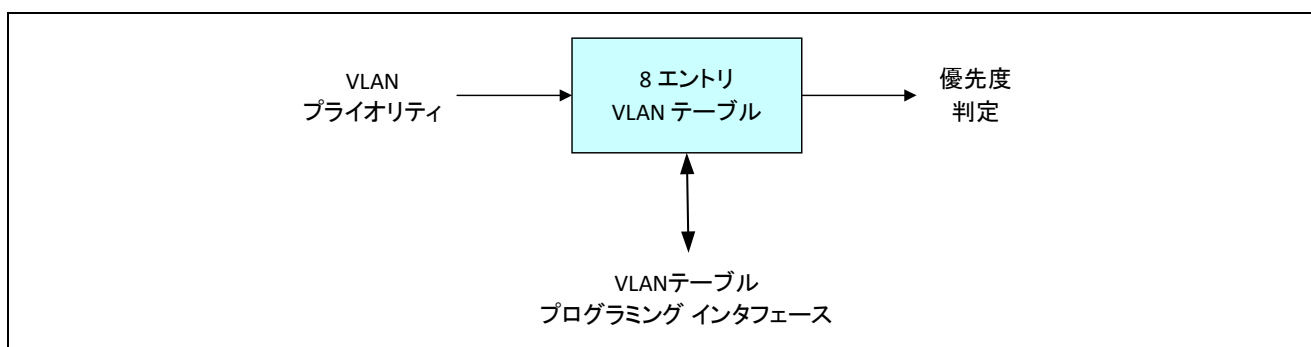 VLAN
プライオリティ
8 エントリ
VLAN テーブル
優先度
判定
VLANテーブル
プログラミング インタフェース